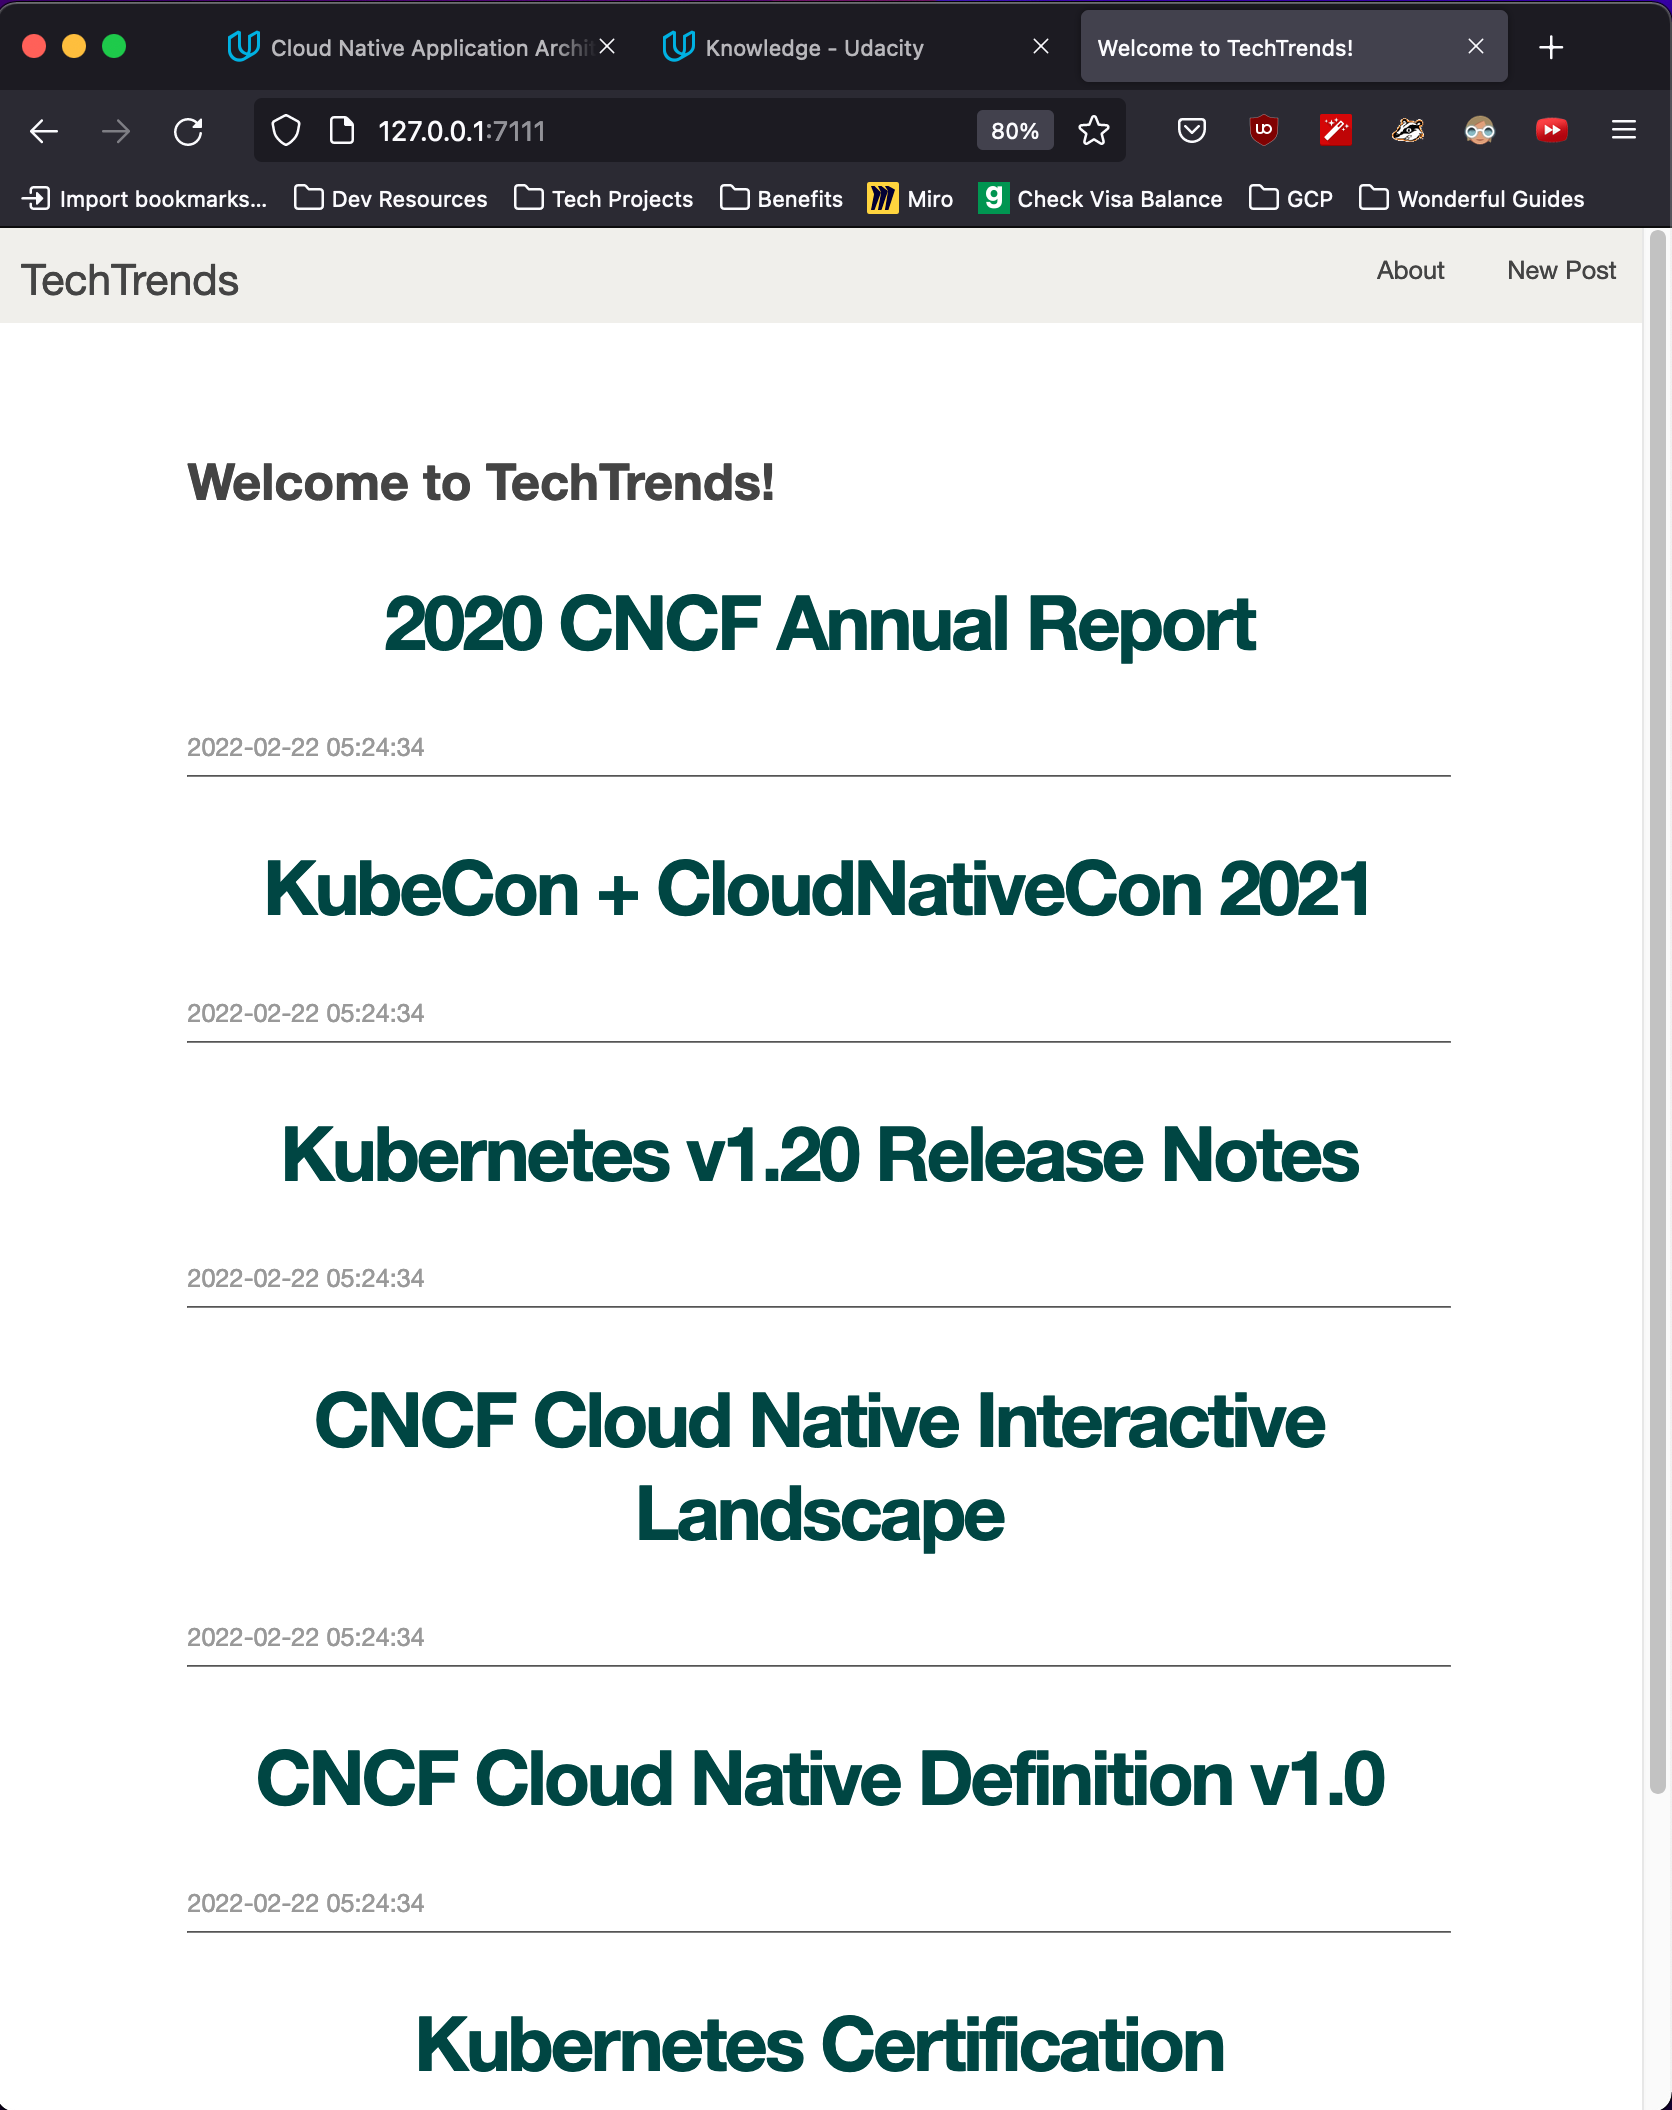 Cloud Native Application Archit
Knowledge - Udacity
Welcome to TechTrends!
127.0.0.1:7111
80%
Import bookmarks...
Dev Resources
Tech Projects
Benefits
Miro
Check Visa Balance
GCP
Wonderful Guides
TechTrends
About
New Post
Welcome to TechTrends!
2020 CNCF Annual Report
2022-02-22 05:24:34
KubeCon + CloudNativeCon 2021
2022-02-22 05:24:34
Kubernetes v1.20 Release Notes
2022-02-22 05:24:34
CNCF Cloud Native Interactive
Landscape
2022-02-22 05:24:34
CNCF Cloud Native Definition v1.0
2022-02-22 05:24:34
Kubernetes Certification